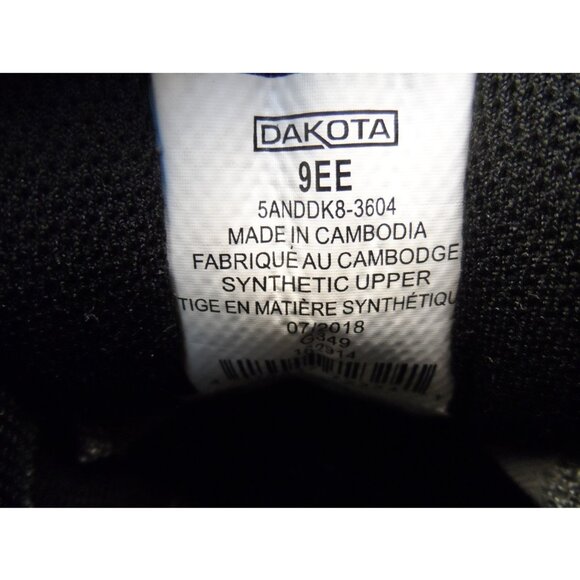 DAKOTA
9EE
5ANDDK8-3604
MADE IN CAMBODIA
FABRIQUÉ AU CAMBODGE
SYNTHETIC UPPER
TIGE EN MATIÈRE SYNTHÉTIQU
07/2018